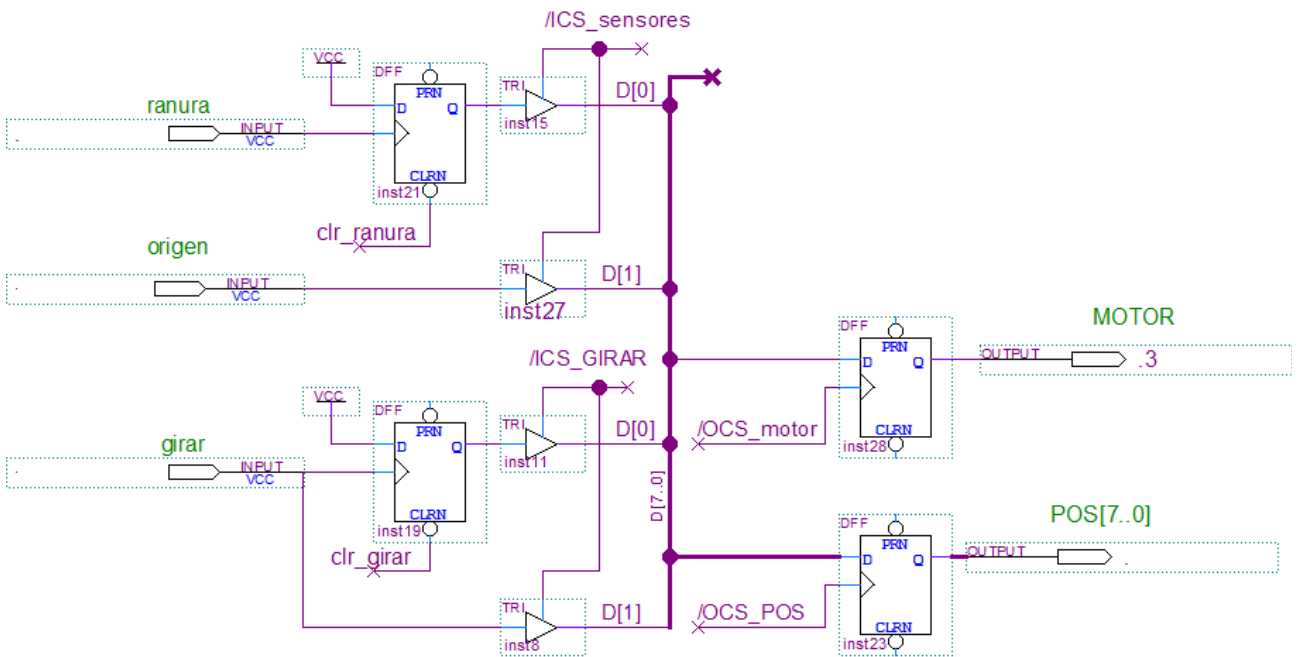 /ICS_sensores
VCC
DFF
PRN
D
Q
CLRN
inst21
TRI
inst15
D[0]
ranura
INPUT
VCC
clr_ranura
origen
INPUT
VCC
TRI
inst27
D[1]
/ICS_GIRAR
VCC
DFF
PRN
D
Q
CLRN
inst19
TRI
inst11
D[0]
girar
INPUT
VCC
clr_girar
TRI
inst8
D[1]
D[7..0]
DFF
PRN
D
Q
CLRN
inst28
/OCS_motor
MOTOR
OUTPUT
.3
DFF
PRN
D
Q
CLRN
inst23
/OCS_POS
POS[7..0]
OUTPUT